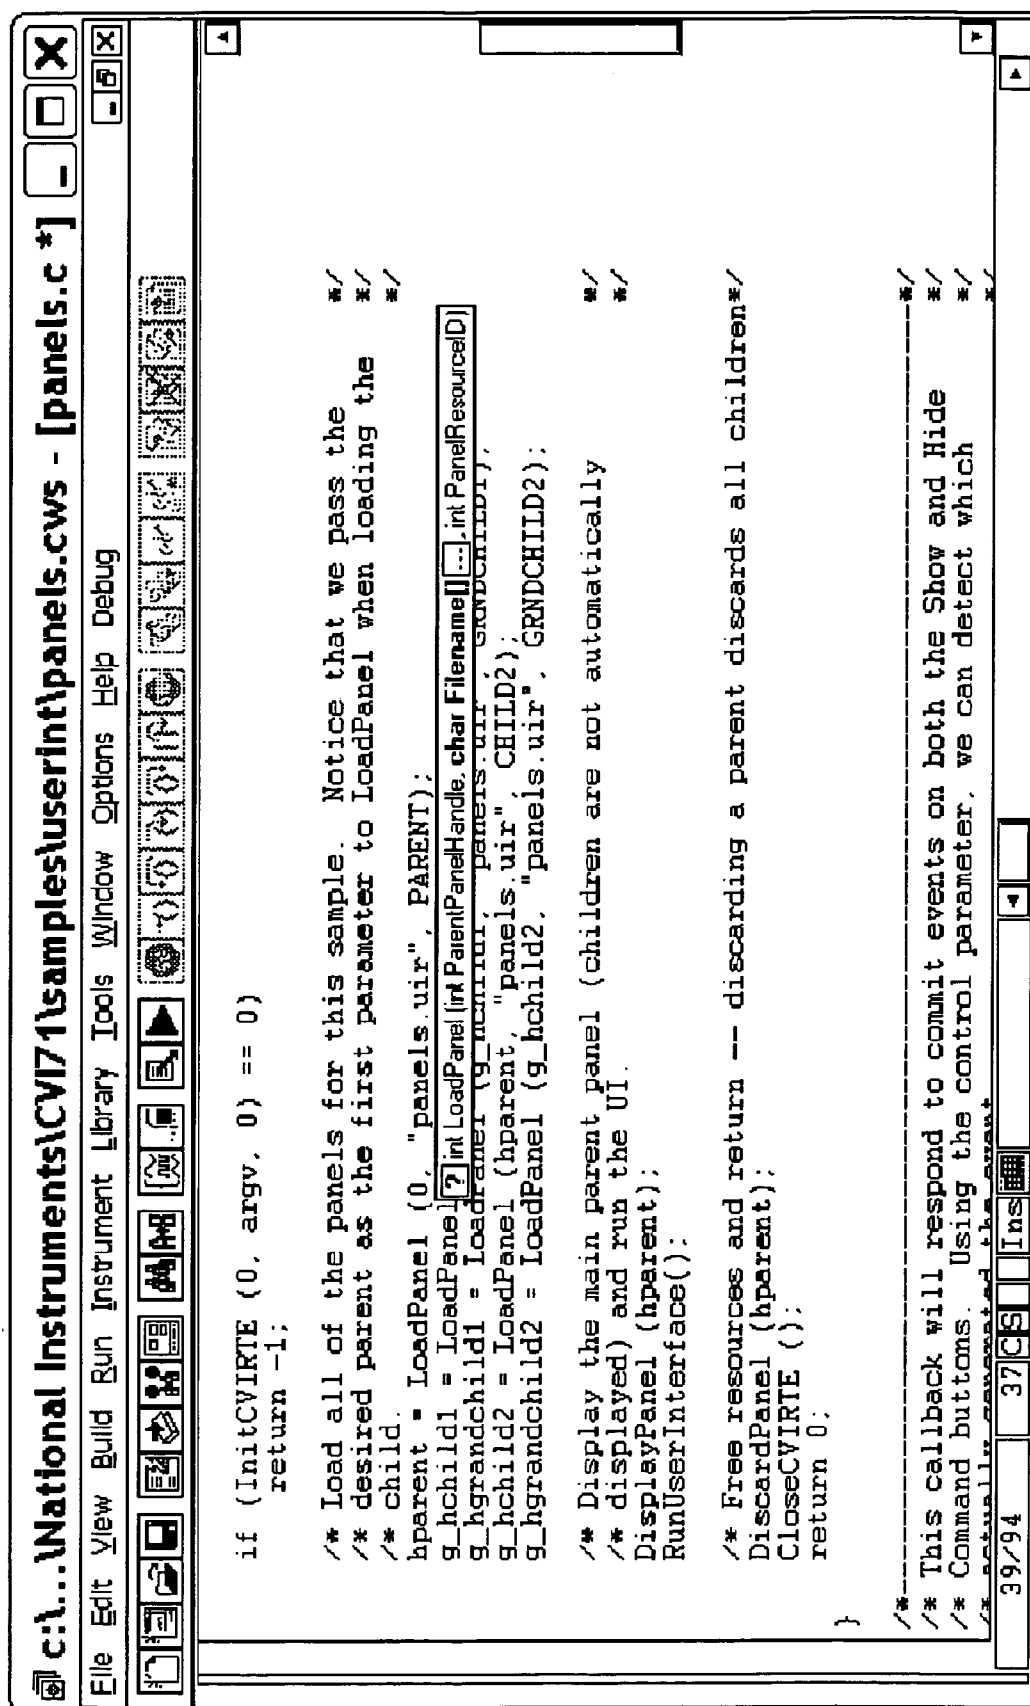 c:\...\National Instruments\CVI71\samples\userint\panels.cws - [panels.c *]
File Edit View Build Run Instrument Library Tools Window Options Help Debug
if (InitCVIRTE (0, argv, 0) == 0)
return -1;
/* Load all of the panels for this sample. Notice that we pass the */
/* desired parent as the first parameter to LoadPanel when loading the */
/* child. */
hparent = LoadPanel (0, "panels.uir", PARENT);
g_hchild1 = LoadPanel
? int LoadPanel (int ParentPanelHandle, char Filename[] ... , int PanelResourceID)
g_hgrandchild1 = LoadPanel (g_hchild1, "panels.uir", GRNDCHILD1);
g_hchild2 = LoadPanel (hparent, "panels.uir", CHILD2);
g_hgrandchild2 = LoadPanel (g_hchild2, "panels.uir", GRNDCHILD2);
/* Display the main parent panel (children are not automatically */
/* displayed) and run the UI. */
DisplayPanel (hparent);
RunUserInterface();
/* Free resources and return -- discarding a parent discards all children*/
DiscardPanel (hparent);
CloseCVIRTE ();
return 0;
}
/*---------------------------------------------------------------------*/
/* This callback will respond to commit events on both the Show and Hide */
/* Command buttons. Using the control parameter, we can detect which */
/* actually generated the event */
39/94 37 C S Ins